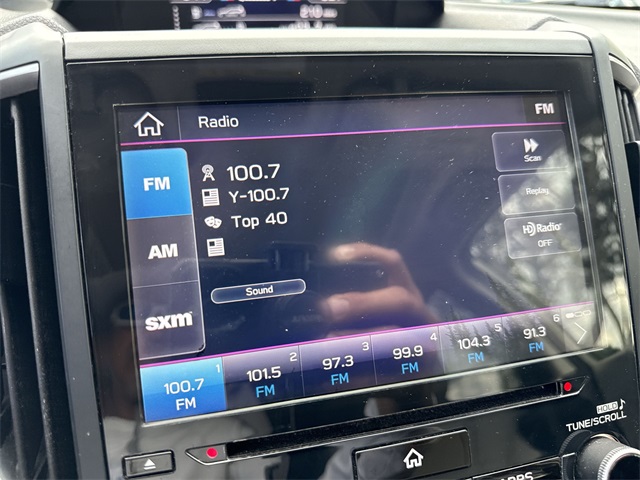 Radio
FM
FM
100.7
Y-100.7
Top 40
Scan
Replay
HD Radio
OFF
AM
sxm
Sound
100.7 1
FM
101.5 2
FM
97.3 3
FM
99.9 4
FM
104.3 5
FM
91.3 6
FM
HOLD
TUNE/SCROLL